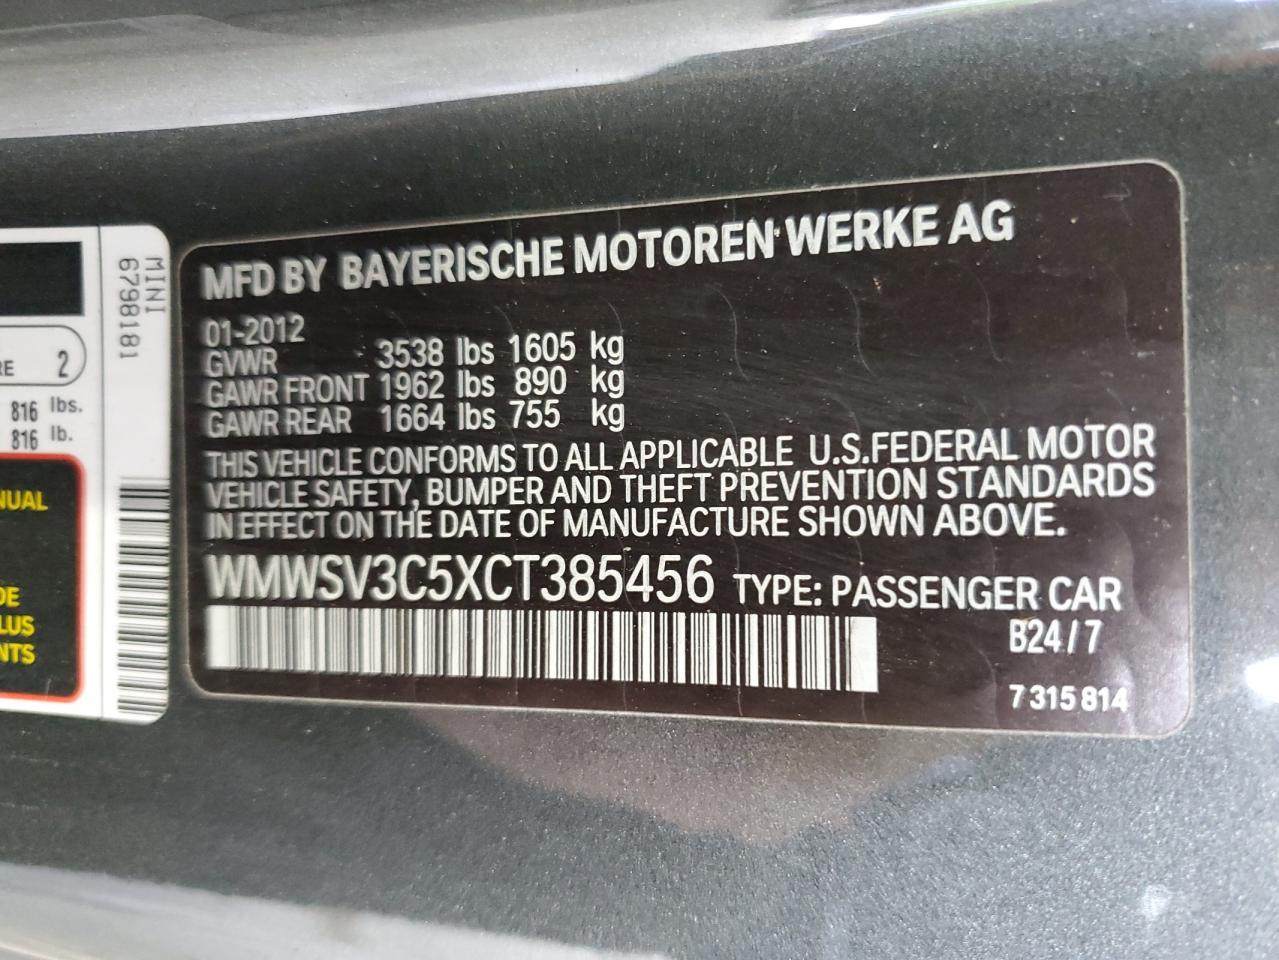 MFD BY BAYERISCHE MOTOREN WERKE AG
01-2012
GVWR 3538 lbs 1605 kg
GAWR FRONT 1962 lbs 890 kg
GAWR REAR 1664 lbs 755 kg
THIS VEHICLE CONFORMS TO ALL APPLICABLE U.S.FEDERAL MOTOR
VEHICLE SAFETY, BUMPER AND THEFT PREVENTION STANDARDS
IN EFFECT ON THE DATE OF MANUFACTURE SHOWN ABOVE.
WMWSV3C5XCT385456 TYPE: PASSENGER CAR
B24/7
7 315 814
MINI
6798181
RE 2
816 lbs.
816 lb.
NUAL
DE
LUS
NTS